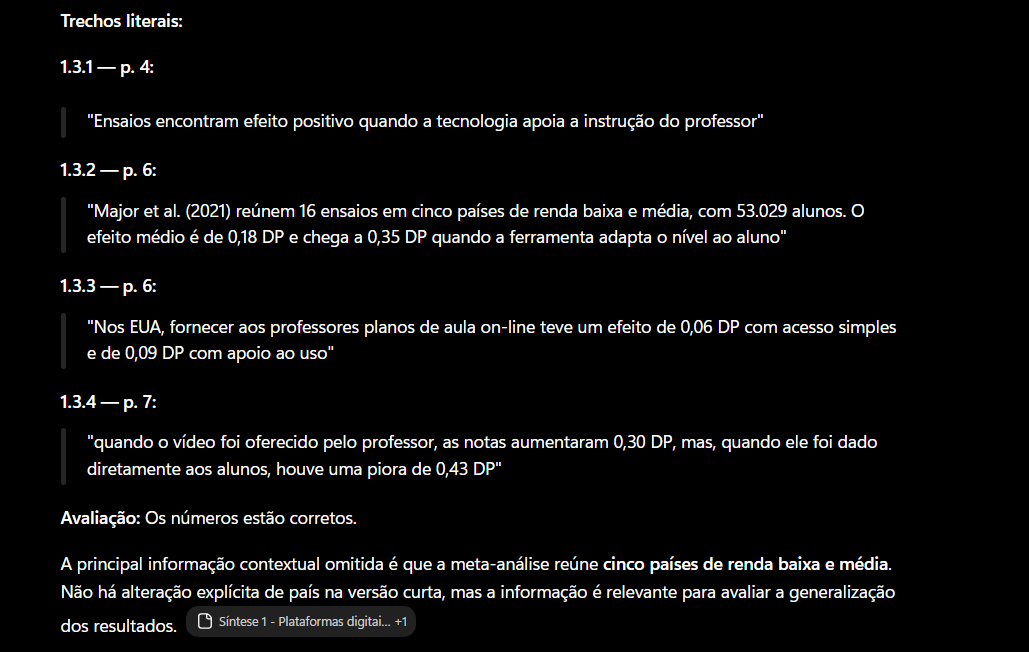 Trechos literais:
1.3.1 — p. 4:
"Ensaios encontram efeito positivo quando a tecnologia apoia a instrução do professor"
1.3.2 — p. 6:
"Major et al. (2021) reúnem 16 ensaios em cinco países de renda baixa e média, com 53.029 alunos. O
efeito médio é de 0,18 DP e chega a 0,35 DP quando a ferramenta adapta o nível ao aluno"
1.3.3 — p. 6:
"Nos EUA, fornecer aos professores planos de aula on-line teve um efeito de 0,06 DP com acesso simples
e de 0,09 DP com apoio ao uso"
1.3.4 — p. 7:
"quando o vídeo foi oferecido pelo professor, as notas aumentaram 0,30 DP, mas, quando ele foi dado
diretamente aos alunos, houve uma piora de 0,43 DP"
Avaliação: Os números estão corretos.
A principal informação contextual omitida é que a meta-análise reúne cinco países de renda baixa e média.
Não há alteração explícita de país na versão curta, mas a informação é relevante para avaliar a generalização
dos resultados. Síntese 1 - Plataformas digitai... +1